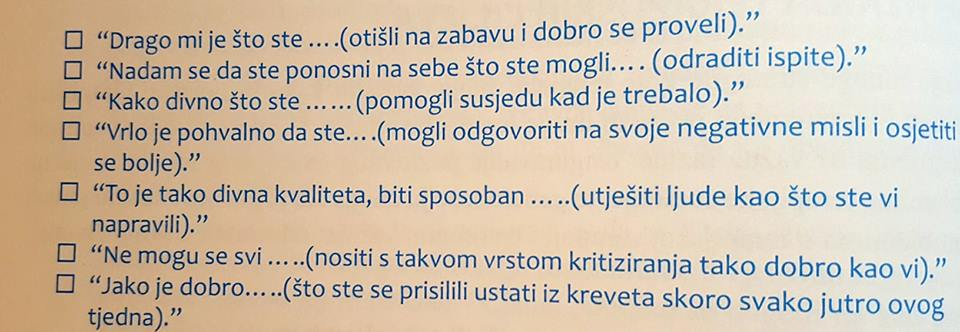 □ “Drago mi je što ste ....(otišli na zabavu i dobro se proveli).”
□ “Nadam se da ste ponosni na sebe što ste mogli.... (odraditi ispite).”
□ “Kako divno što ste ......(pomogli susjedu kad je trebalo).”
□ “Vrlo je pohvalno da ste....(mogli odgovoriti na svoje negativne misli i osjetiti
se bolje).”
□ “To je tako divna kvaliteta, biti sposoban .....(utješiti ljude kao što ste vi
napravili).”
□ “Ne mogu se svi .....(nositi s takvom vrstom kritiziranja tako dobro kao vi).”
□ “Jako je dobro.....(što ste se prisilili ustati iz kreveta skoro svako jutro ovog
tjedna).”